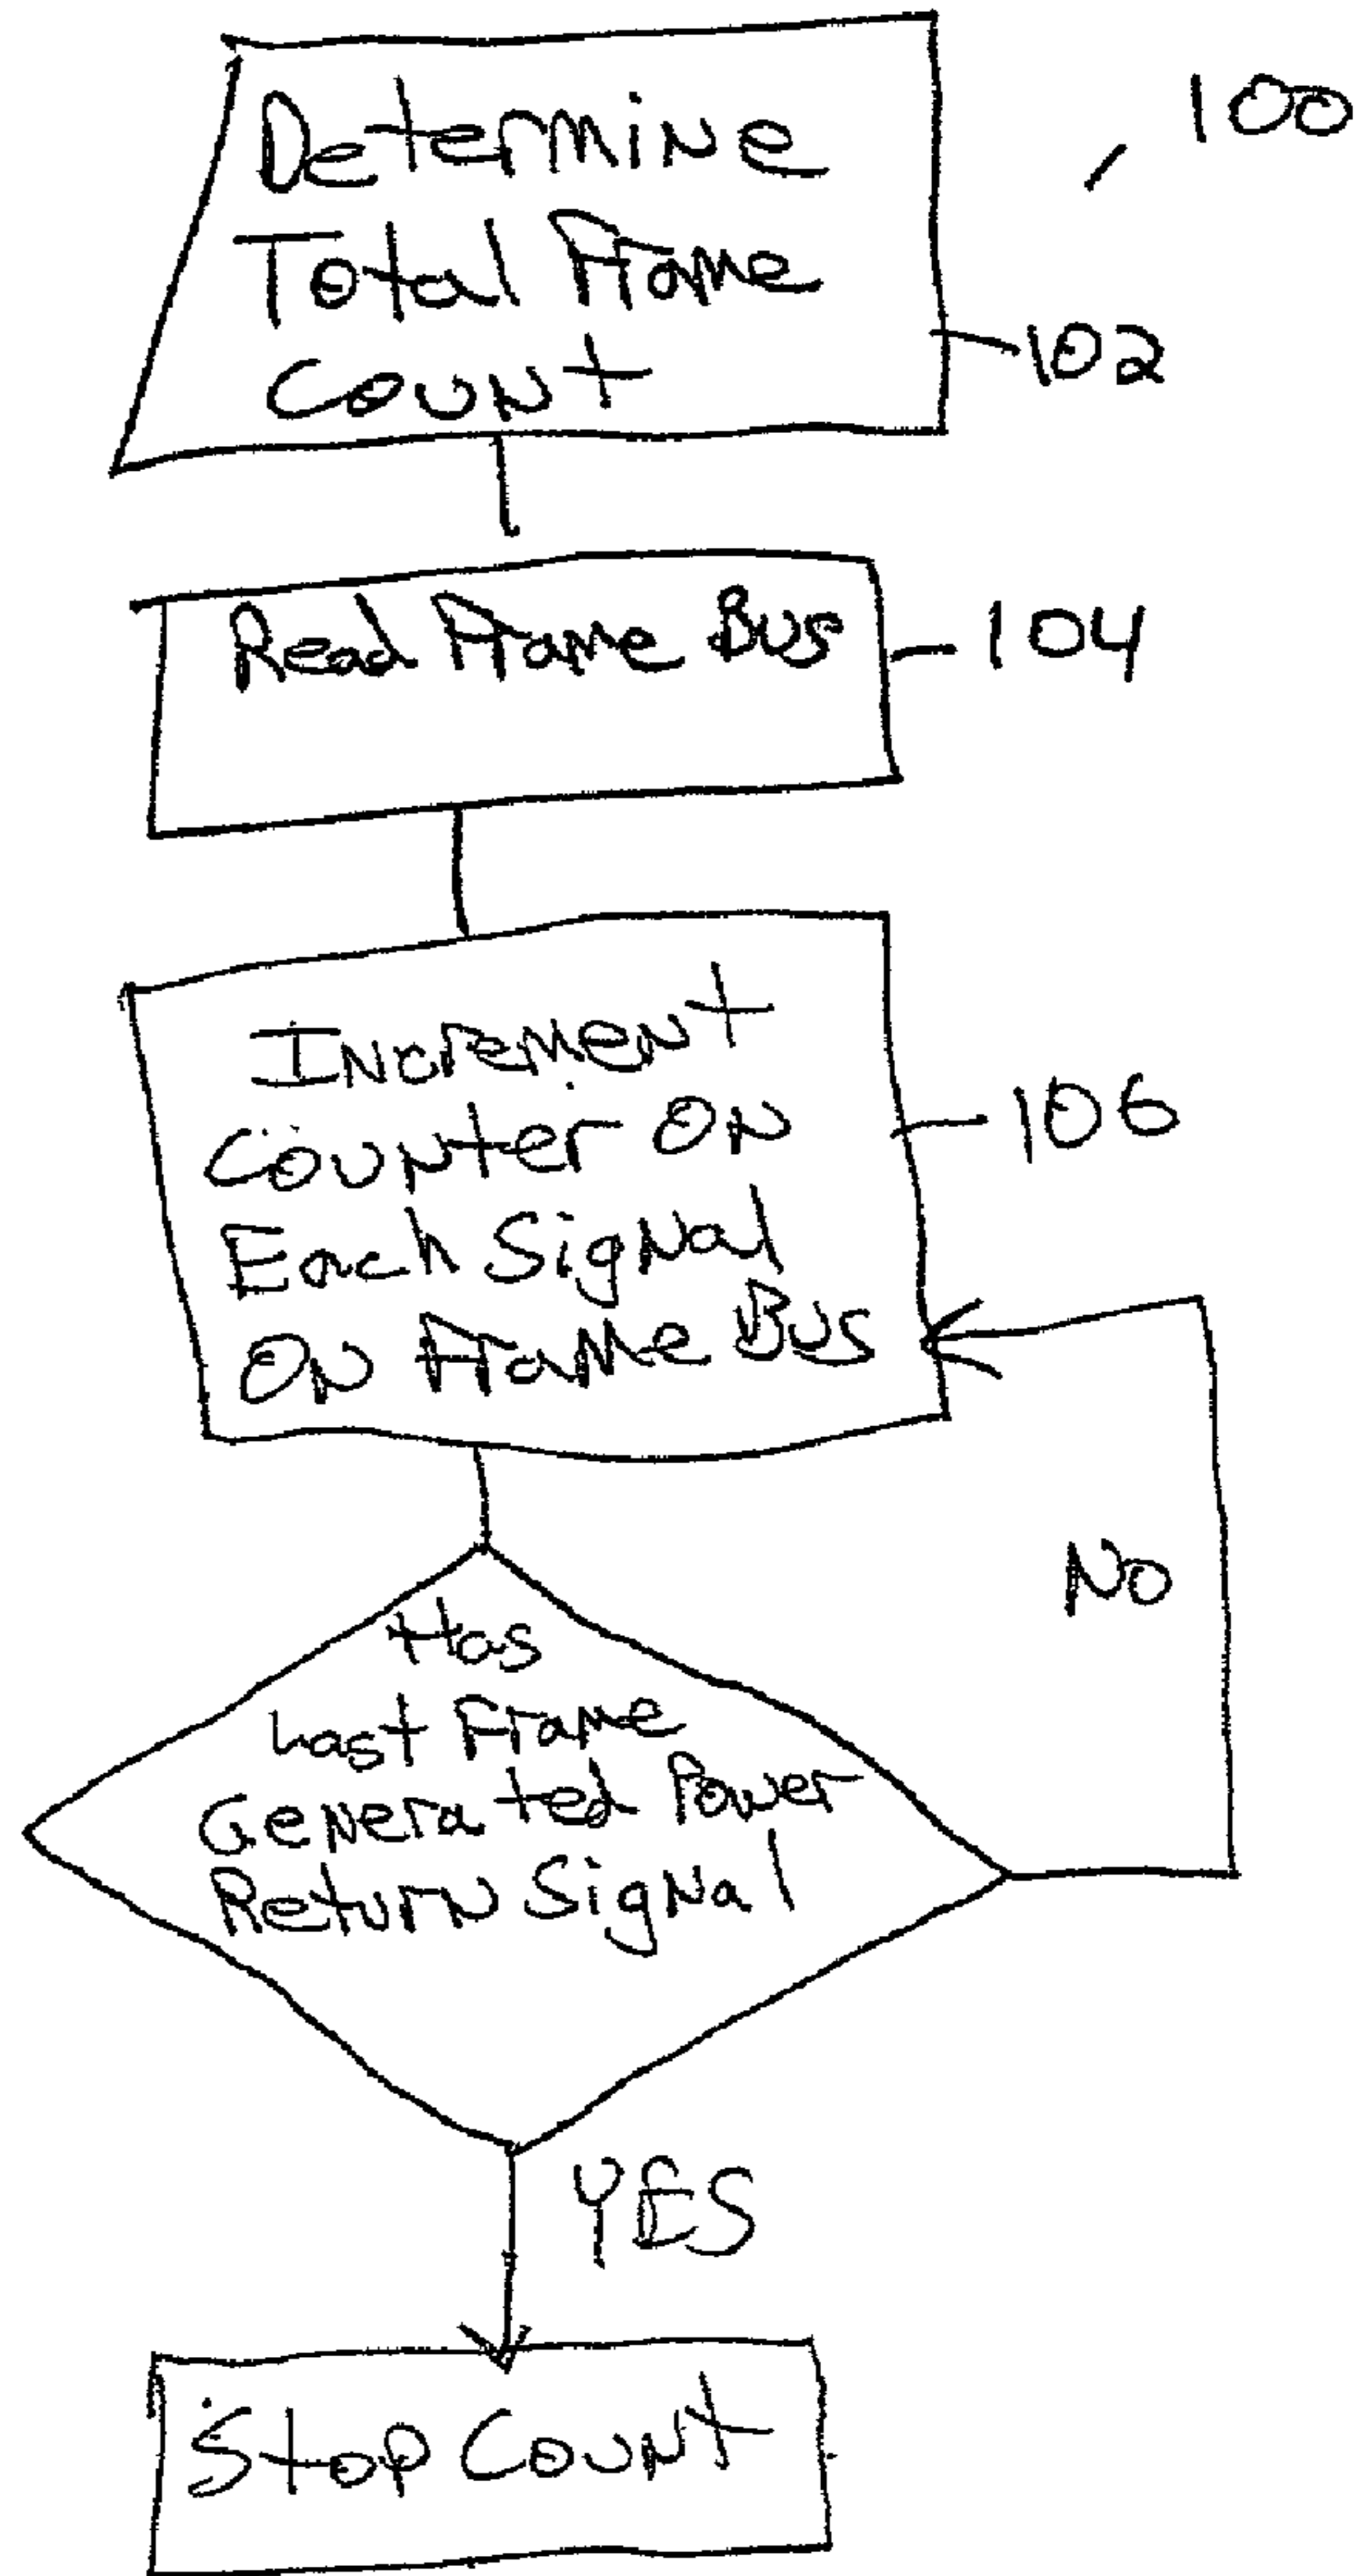 Determine
Total Frame
Count
100
102
Read Frame Bus
104
Increment
Counter On
Each Signal
On Frame Bus
106
Has
Last Frame
Generated Power
Return Signal
No
YES
Stop Count